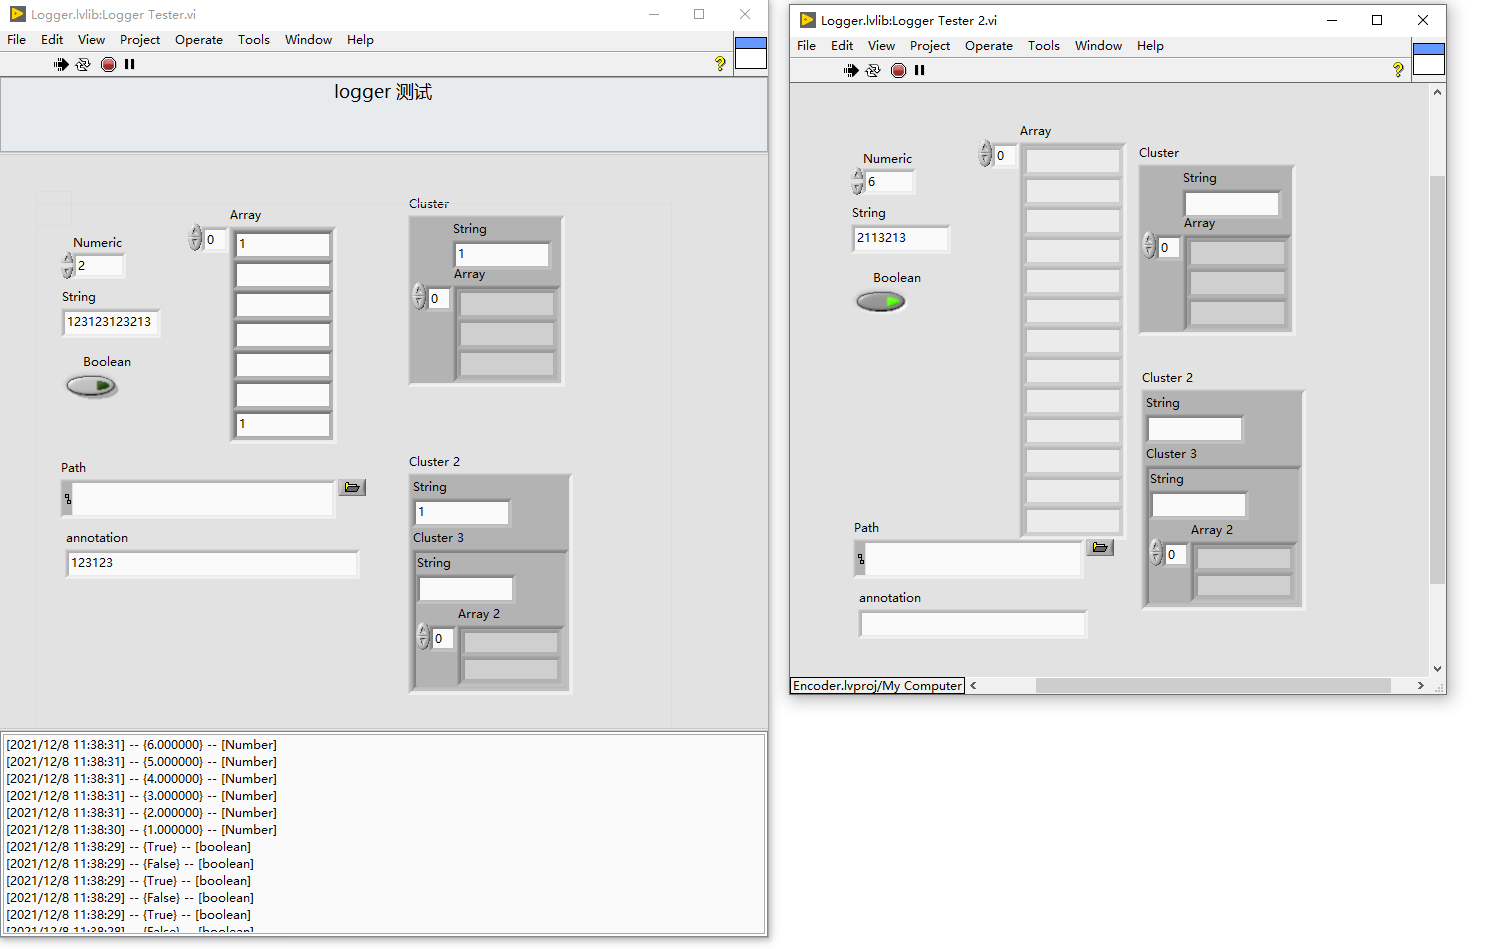 Logger.lvlib:Logger Tester.vi
File Edit View Project Operate Tools Window Help
logger 测试
Numeric
2
String
123123123213
Boolean
Array
0
1
1
Cluster
String
1
Array
0
Path
annotation
123123
Cluster 2
String
1
Cluster 3
String
Array 2
0
[2021/12/8 11:38:31] -- {6.000000} -- [Number]
[2021/12/8 11:38:31] -- {5.000000} -- [Number]
[2021/12/8 11:38:31] -- {4.000000} -- [Number]
[2021/12/8 11:38:31] -- {3.000000} -- [Number]
[2021/12/8 11:38:31] -- {2.000000} -- [Number]
[2021/12/8 11:38:30] -- {1.000000} -- [Number]
[2021/12/8 11:38:29] -- {True} -- [boolean]
[2021/12/8 11:38:29] -- {False} -- [boolean]
[2021/12/8 11:38:29] -- {True} -- [boolean]
[2021/12/8 11:38:29] -- {False} -- [boolean]
[2021/12/8 11:38:29] -- {True} -- [boolean]
[2021/12/8 11:38:28] -- {False} -- [boolean]
Logger.lvlib:Logger Tester 2.vi
File Edit View Project Operate Tools Window Help
Numeric
6
String
2113213
Boolean
Array
0
Cluster
String
Array
0
Cluster 2
String
Cluster 3
String
Array 2
0
Path
annotation
Encoder.lvproj/My Computer